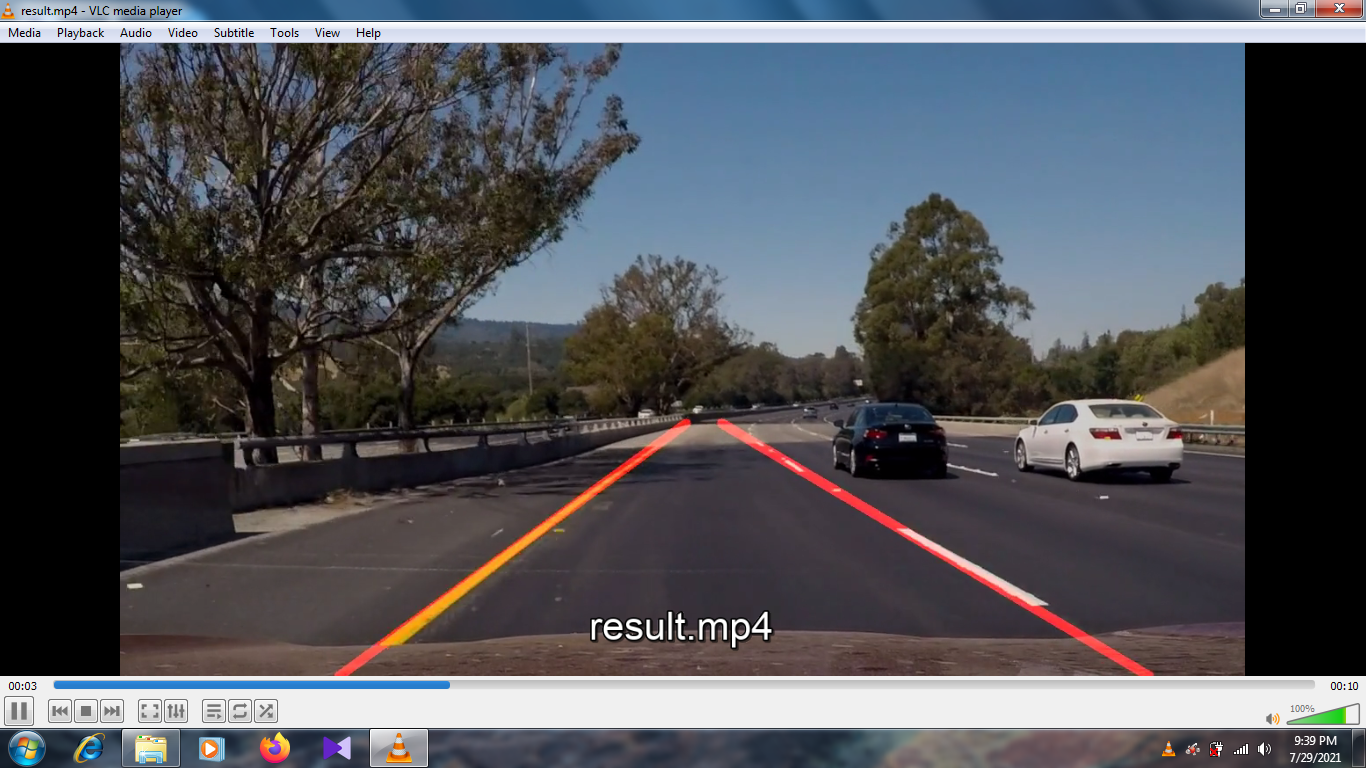 result.mp4 - VLC media player
Media Playback Audio Video Subtitle Tools View Help
result.mp4
00:03 00:10
100%
9:39 PM
7/29/2021